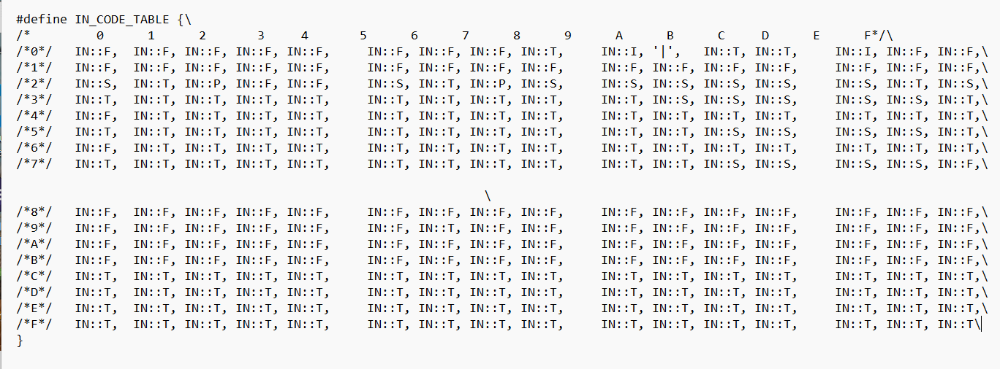 #define IN_CODE_TABLE {\
/*         0      1      2       3     4              5       6      7      8      9      A      B      C     D      E      F*/\
/*0*/   IN::F,  IN::F, IN::F, IN::F, IN::F,     IN::F, IN::F, IN::F, IN::T,     IN::I, '|',   IN::T, IN::T,     IN::I, IN::F, IN::F,\
/*1*/   IN::F,  IN::F, IN::F, IN::F, IN::F,     IN::F, IN::F, IN::F, IN::F,     IN::F, IN::F, IN::F, IN::F,     IN::F, IN::F, IN::F,\
/*2*/   IN::S,  IN::T, IN::P, IN::F, IN::F,     IN::S, IN::T, IN::P, IN::S,     IN::S, IN::S, IN::S, IN::S,     IN::S, IN::T, IN::S,\
/*3*/   IN::T,  IN::T, IN::T, IN::T, IN::T,     IN::T, IN::T, IN::T, IN::T,     IN::T, IN::S, IN::S, IN::S,     IN::S, IN::S, IN::T,\
/*4*/   IN::F,  IN::T, IN::T, IN::T, IN::T,     IN::T, IN::T, IN::T, IN::T,     IN::T, IN::T, IN::T, IN::T,     IN::T, IN::T, IN::T,\
/*5*/   IN::T,  IN::T, IN::T, IN::T, IN::T,     IN::T, IN::T, IN::T, IN::T,     IN::T, IN::T, IN::S, IN::S,     IN::S, IN::S, IN::T,\
/*6*/   IN::F,  IN::T, IN::T, IN::T, IN::T,     IN::T, IN::T, IN::T, IN::T,     IN::T, IN::T, IN::T, IN::T,     IN::T, IN::T, IN::T,\
/*7*/   IN::T,  IN::T, IN::T, IN::T, IN::T,     IN::T, IN::T, IN::T, IN::T,     IN::T, IN::T, IN::S, IN::S,     IN::S, IN::S, IN::F,\
\
/*8*/   IN::F,  IN::F, IN::F, IN::F, IN::F,     IN::F, IN::F, IN::F, IN::F,     IN::F, IN::F, IN::F, IN::F,     IN::F, IN::F, IN::F,\
/*9*/   IN::F,  IN::F, IN::F, IN::F, IN::F,     IN::F, IN::T, IN::F, IN::F,     IN::F, IN::F, IN::F, IN::F,     IN::F, IN::F, IN::F,\
/*A*/   IN::F,  IN::F, IN::F, IN::F, IN::F,     IN::F, IN::F, IN::F, IN::F,     IN::F, IN::F, IN::F, IN::F,     IN::F, IN::F, IN::F,\
/*B*/   IN::F,  IN::F, IN::F, IN::F, IN::F,     IN::F, IN::F, IN::F, IN::F,     IN::F, IN::F, IN::F, IN::F,     IN::F, IN::F, IN::F,\
/*C*/   IN::T,  IN::T, IN::T, IN::T, IN::T,     IN::T, IN::T, IN::T, IN::T,     IN::T, IN::T, IN::T, IN::T,     IN::T, IN::T, IN::T,\
/*D*/   IN::T,  IN::T, IN::T, IN::T, IN::T,     IN::T, IN::T, IN::T, IN::T,     IN::T, IN::T, IN::T, IN::T,     IN::T, IN::T, IN::T,\
/*E*/   IN::T,  IN::T, IN::T, IN::T, IN::T,     IN::T, IN::T, IN::T, IN::T,     IN::T, IN::T, IN::T, IN::T,     IN::T, IN::T, IN::T,\
/*F*/   IN::T,  IN::T, IN::T, IN::T, IN::T,     IN::T, IN::T, IN::T, IN::T,     IN::T, IN::T, IN::T, IN::T,     IN::T, IN::T, IN::T\
}